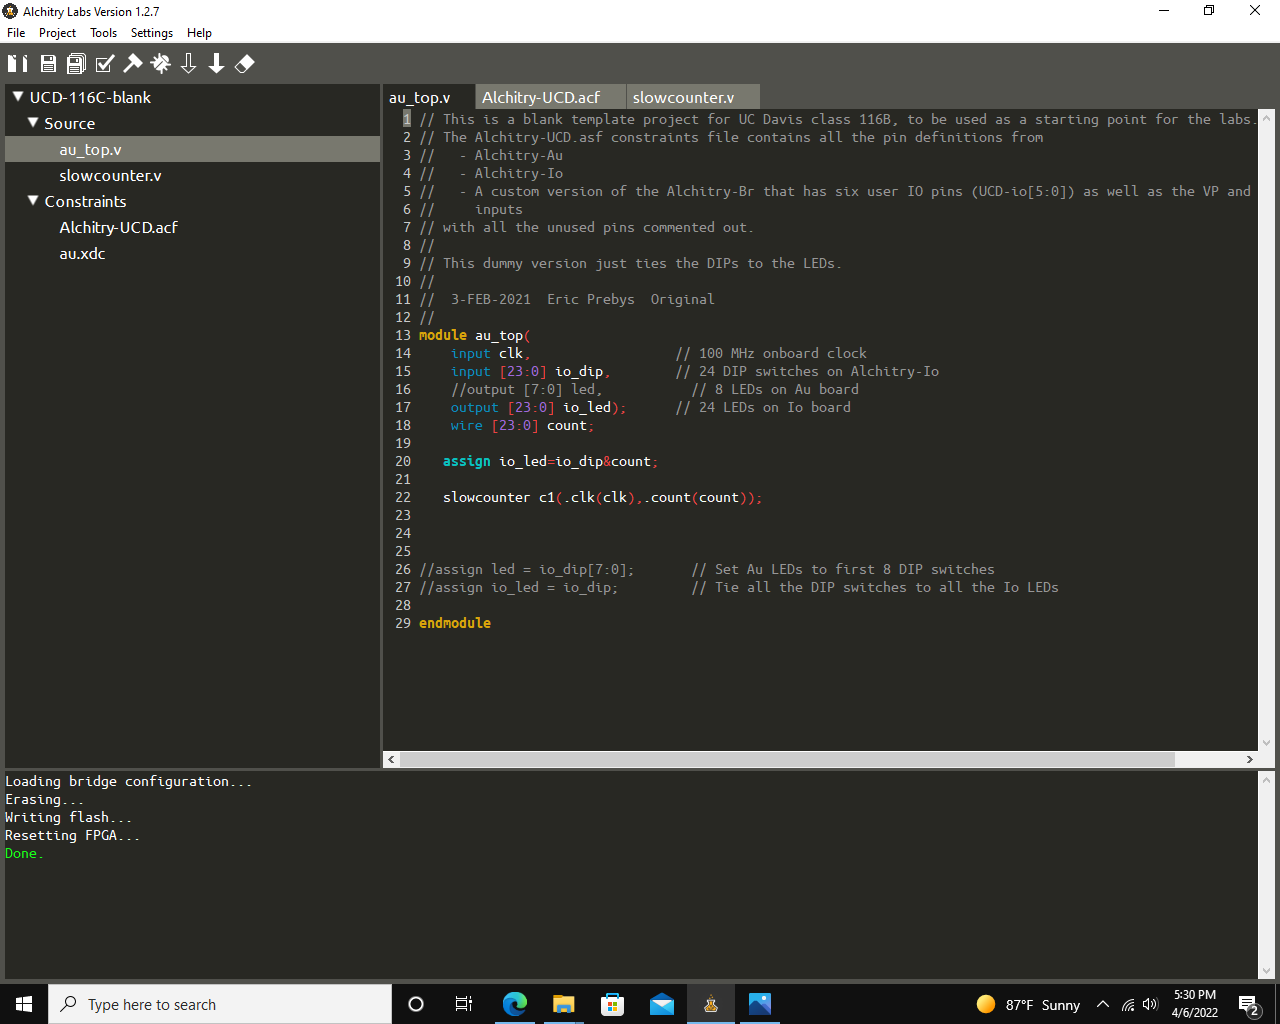 Alchitry Labs Version 1.2.7
File Project Tools Settings Help
UCD-116C-blank
Source
au_top.v
slowcounter.v
Constraints
Alchitry-UCD.acf
au.xdc
au_top.v Alchitry-UCD.acf slowcounter.v
1 // This is a blank template project for UC Davis class 116B, to be used as a starting point for the labs.
2 // The Alchitry-UCD.asf constraints file contains all the pin definitions from
3 //   - Alchitry-Au
4 //   - Alchitry-Io
5 //   - A custom version of the Alchitry-Br that has six user IO pins (UCD-io[5:0]) as well as the VP and
6 //     inputs
7 // with all the unused pins commented out.
8 //
9 // This dummy version just ties the DIPs to the LEDs.
10 //
11 //  3-FEB-2021  Eric Prebys  Original
12 //
13 module au_top(
14     input clk,                  // 100 MHz onboard clock
15     input [23:0] io_dip,        // 24 DIP switches on Alchitry-Io
16     //output [7:0] led,           // 8 LEDs on Au board
17     output [23:0] io_led);      // 24 LEDs on Io board
18     wire [23:0] count;
19
20    assign io_led=io_dip&count;
21
22    slowcounter c1(.clk(clk),.count(count));
23
24
25
26 //assign led = io_dip[7:0];       // Set Au LEDs to first 8 DIP switches
27 //assign io_led = io_dip;         // Tie all the DIP switches to all the Io LEDs
28
29 endmodule
Loading bridge configuration...
Erasing...
Writing flash...
Resetting FPGA...
Done.
Type here to search
87°F Sunny
5:30 PM
4/6/2022
2